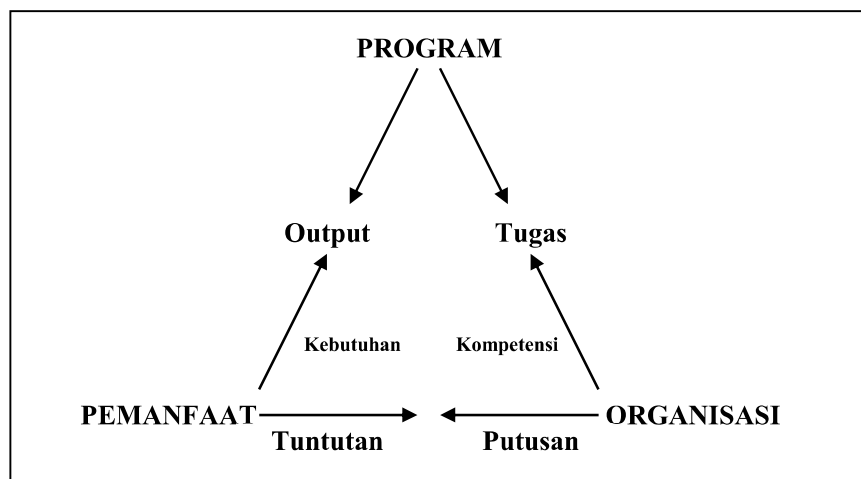 PROGRAM
Output Tugas
Kebutuhan Kompetensi
PEMANFAAT ORGANISASI
Tuntutan Putusan